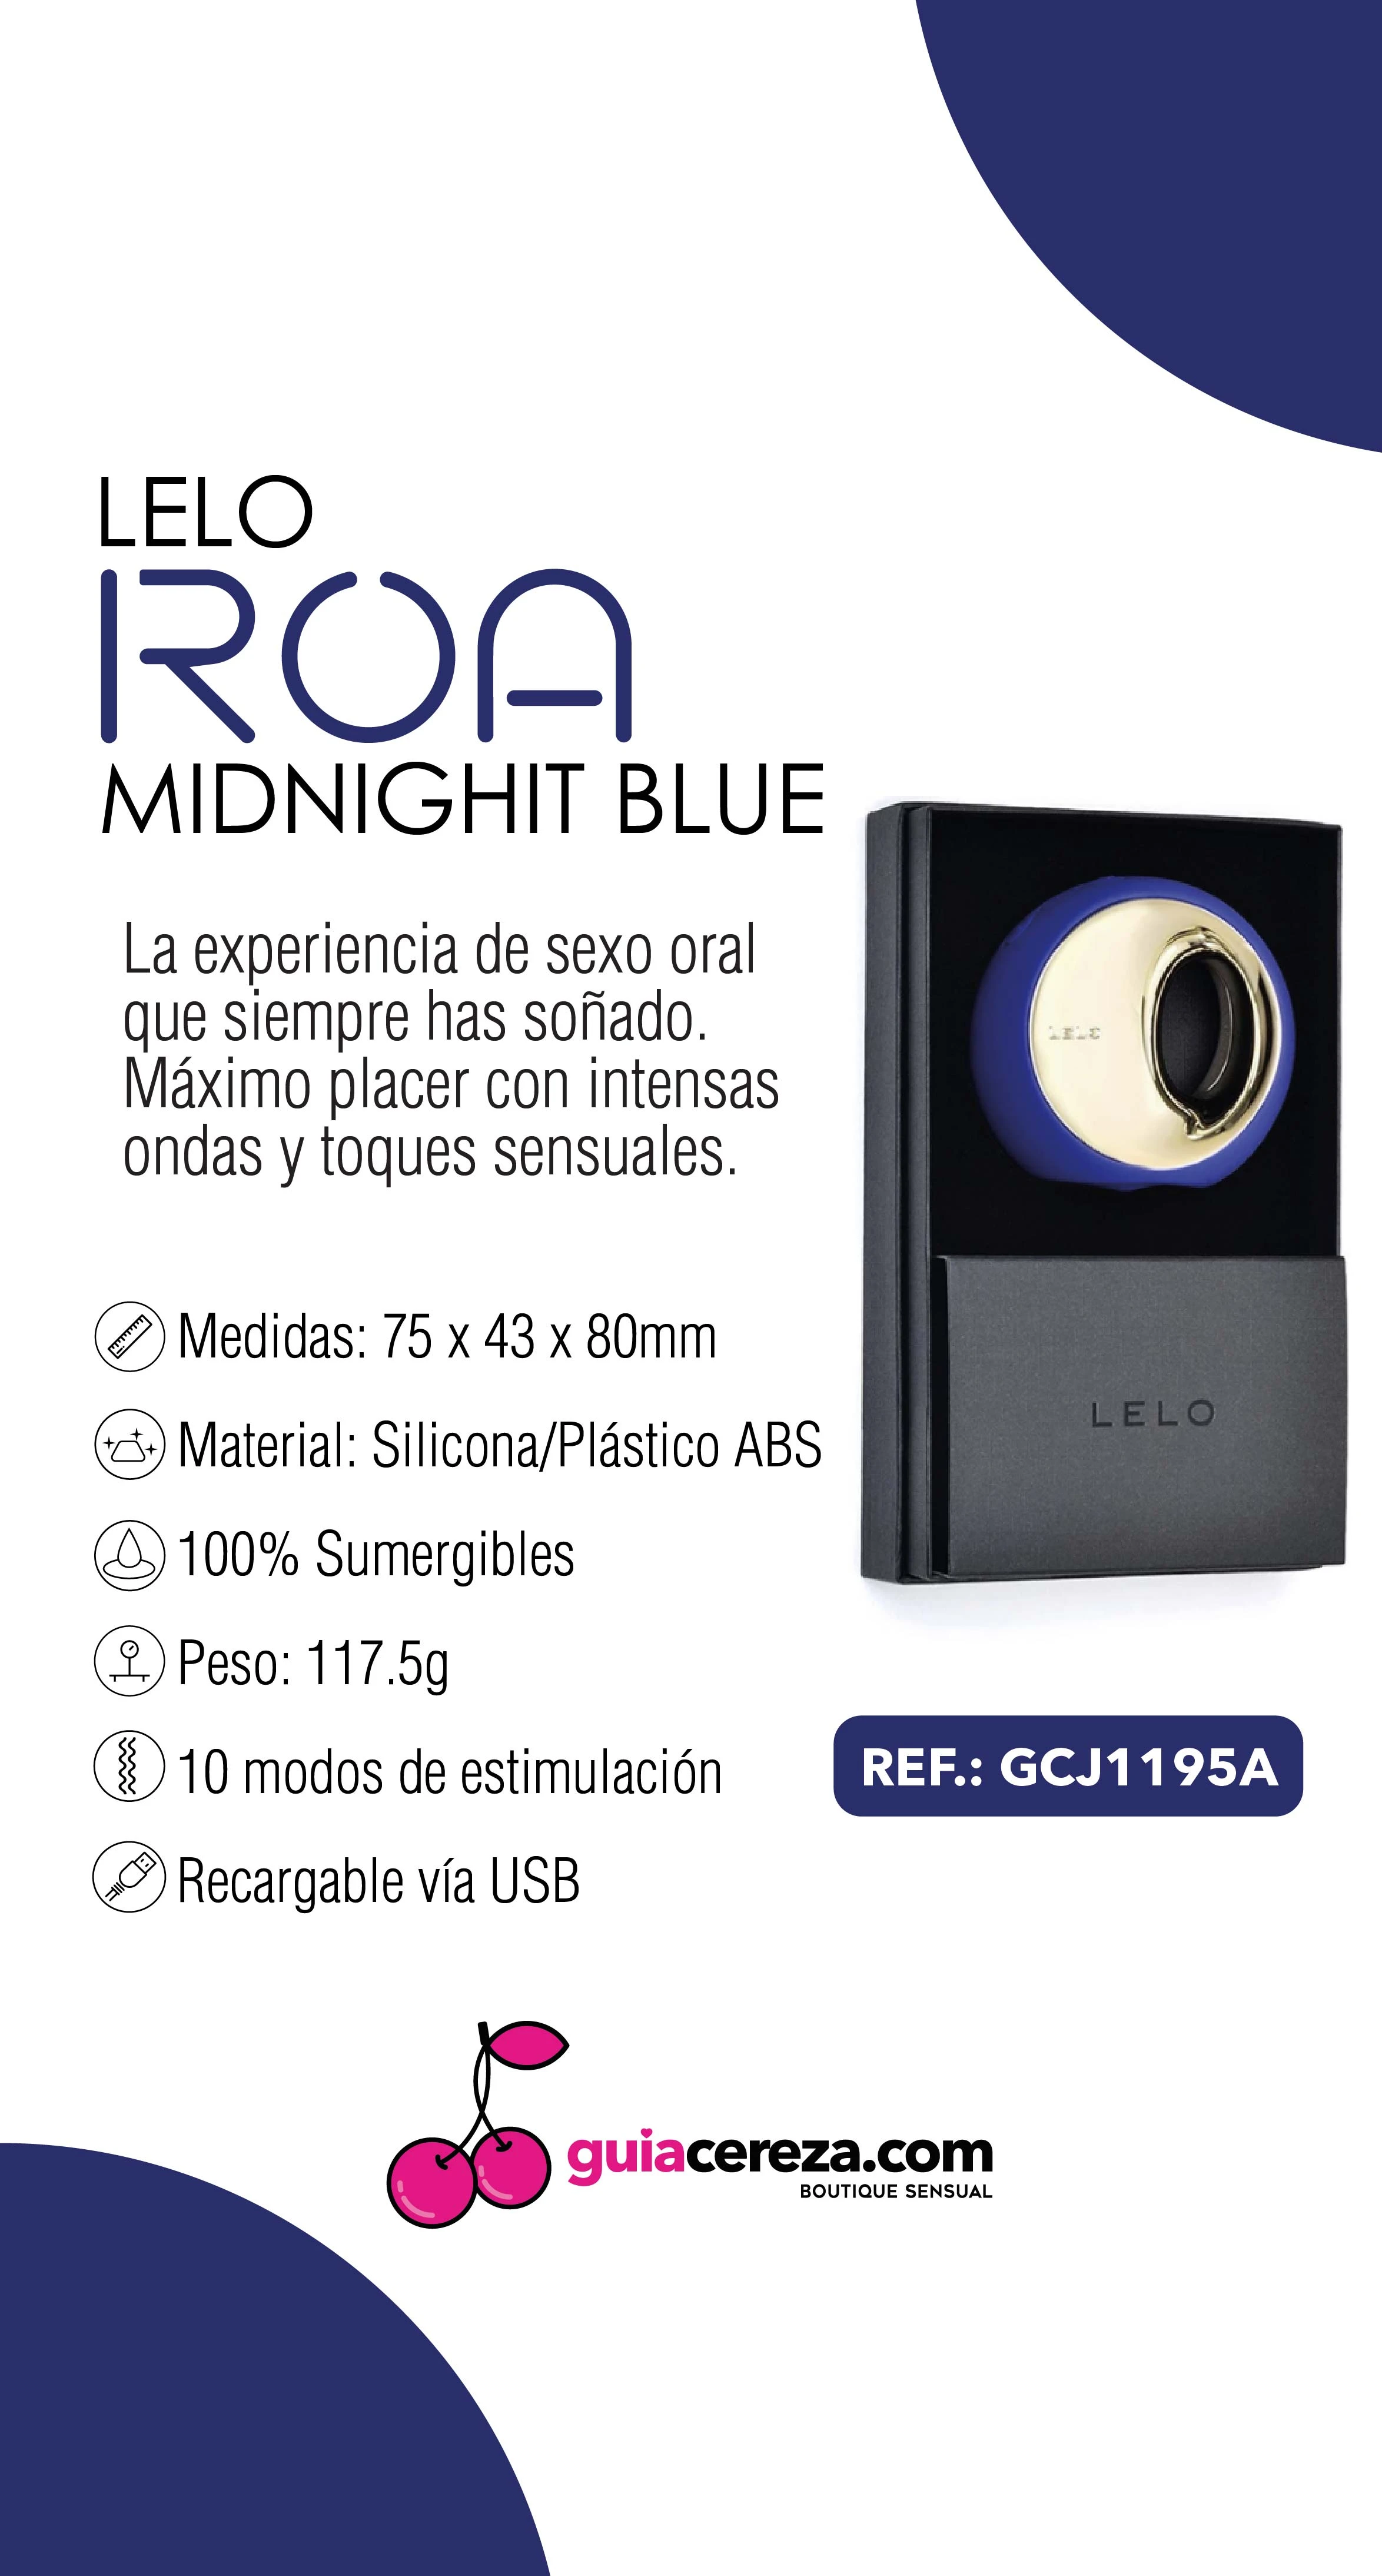 LELO
IROA
MIDNIGHIT BLUE
La experiencia de sexo oral
que siempre has soñado.
Máximo placer con intensas
ondas y toques sensuales.
LELO
LELO
Medidas: 75 x 43 x 80mm
Material: Silicona/Plástico ABS
100% Sumergibles
Peso: 117.5g
10 modos de estimulación
REF.: GCJ1195A
Recargable vía USB
guiacereza.com
BOUTIQUE SENSUAL